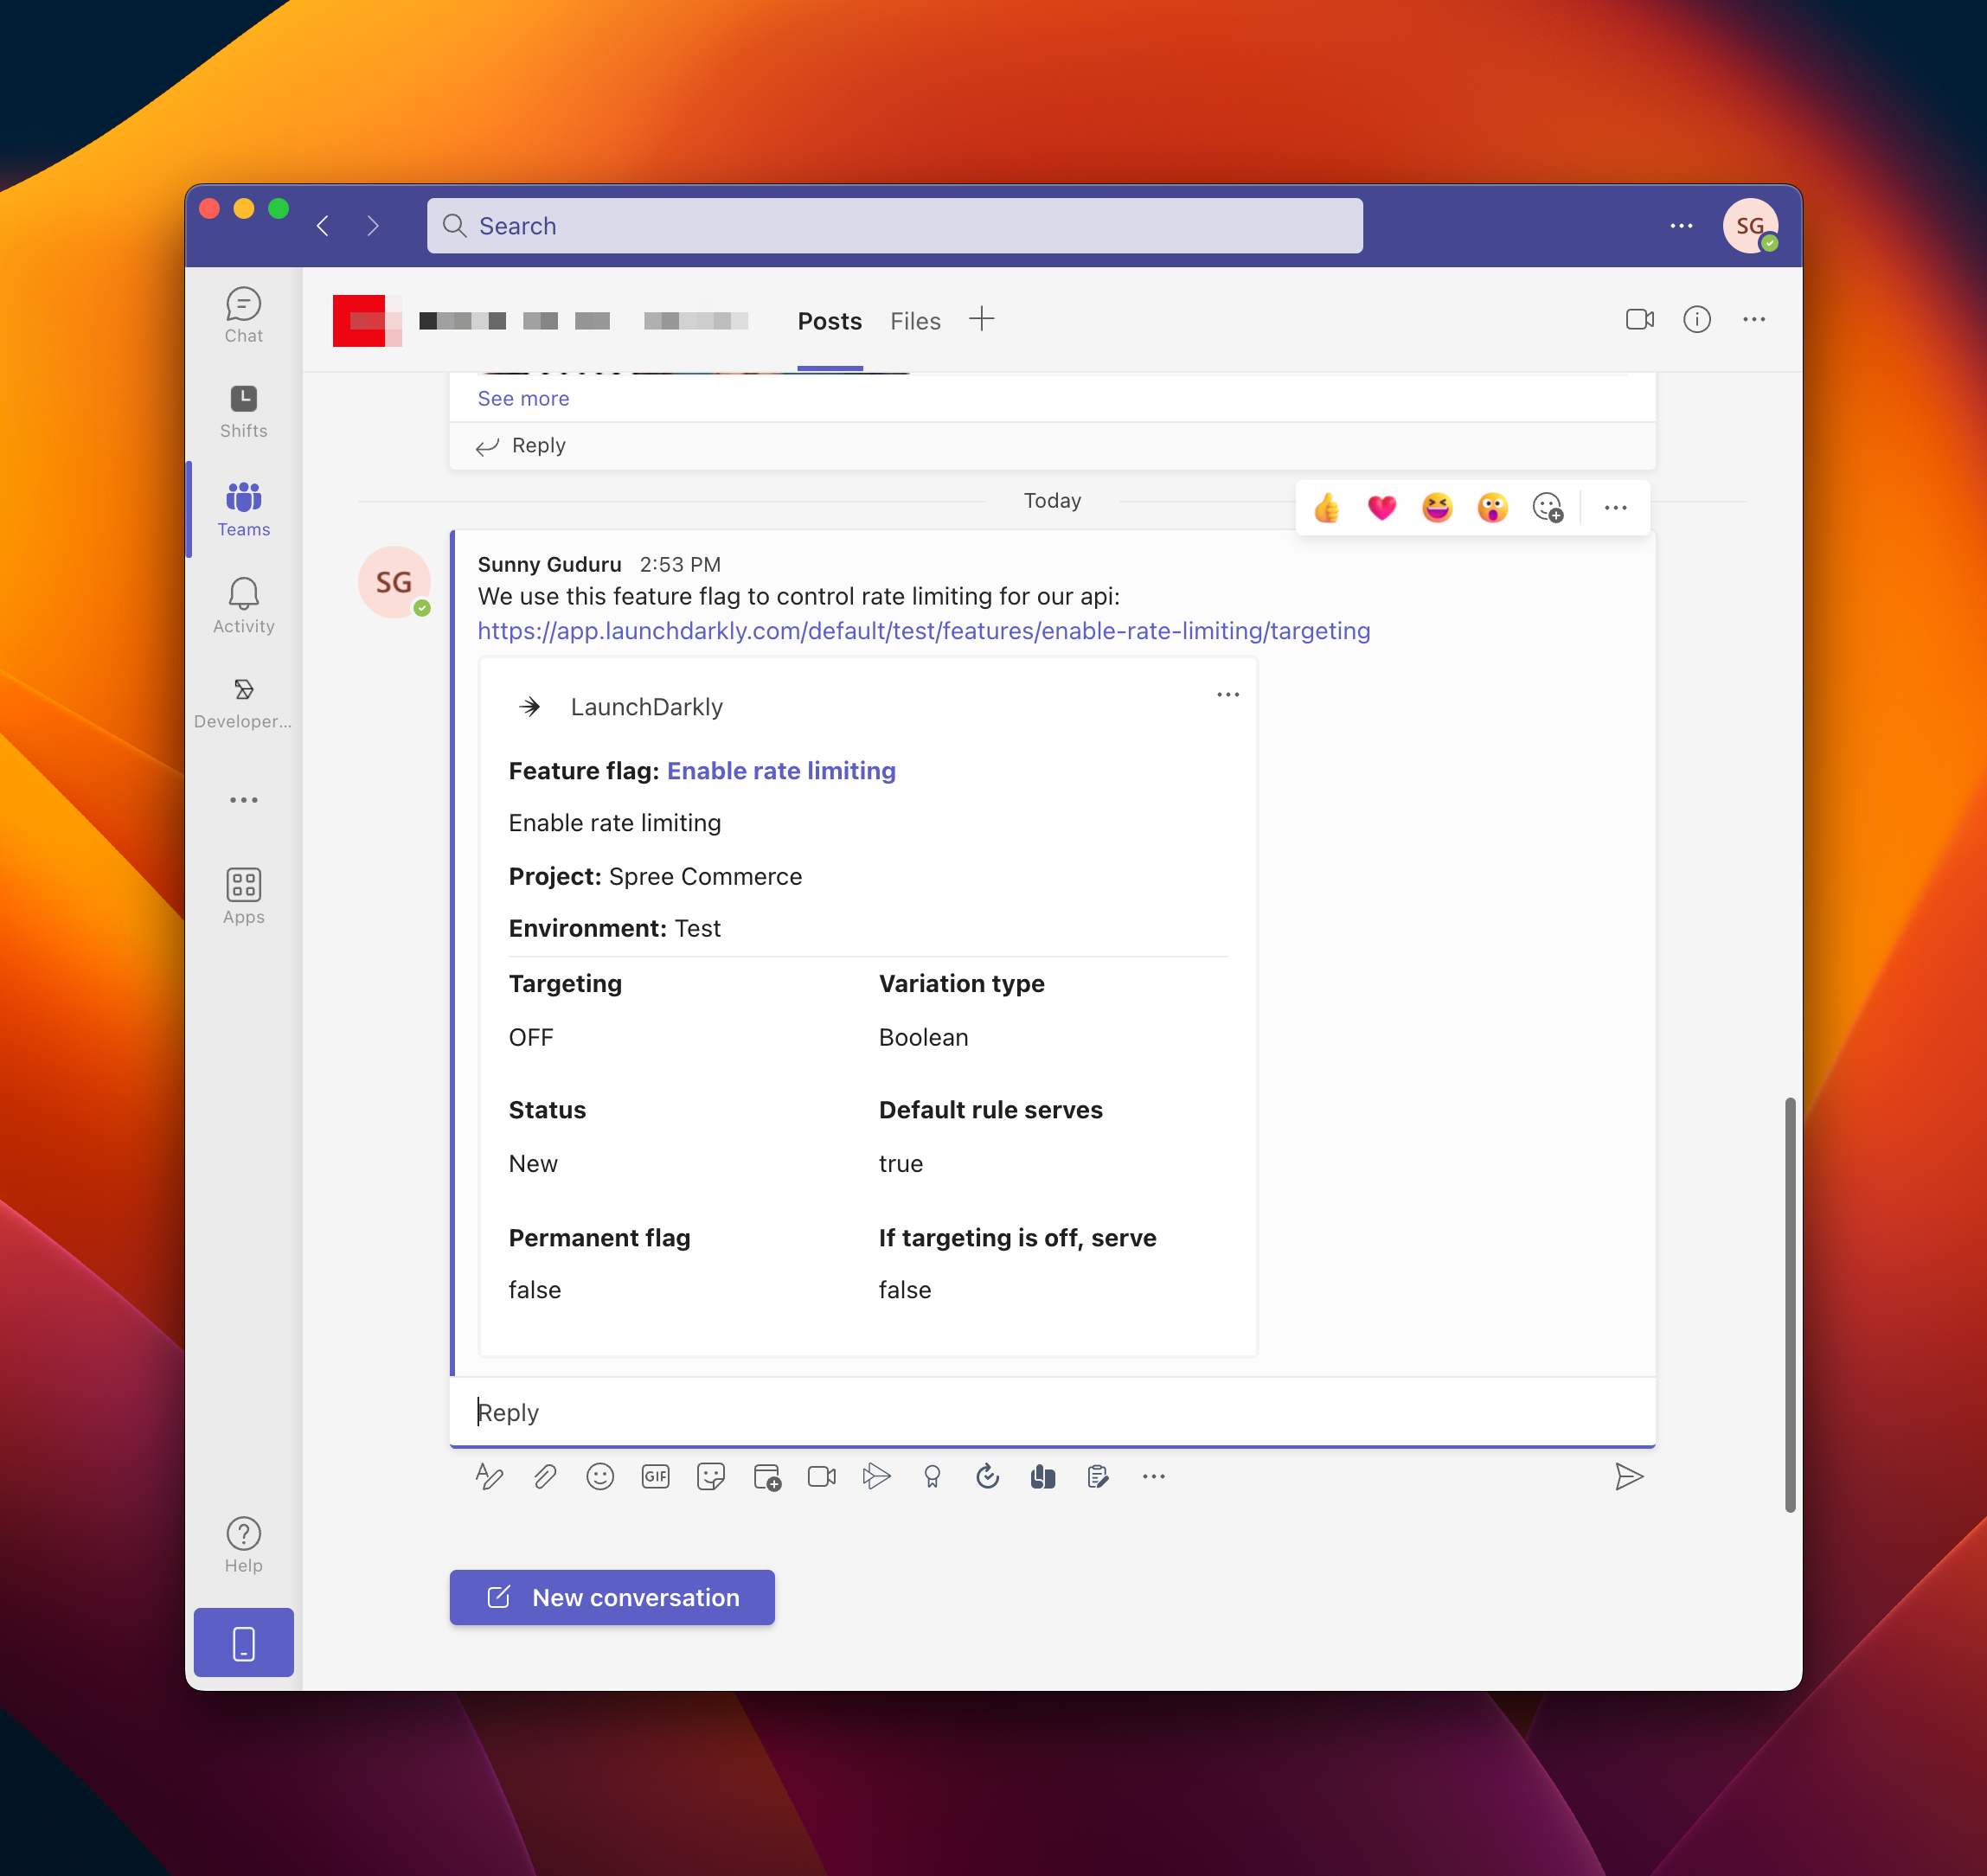 Search
SG
Chat
Shifts
Teams
Activity
Developer...
Apps
Help
Posts
Files
See more
Reply
Today
SG
Sunny Guduru 2:53 PM
We use this feature flag to control rate limiting for our api:
https://app.launchdarkly.com/default/test/features/enable-rate-limiting/targeting
LaunchDarkly
Feature flag: Enable rate limiting
Enable rate limiting
Project: Spree Commerce
Environment: Test
Targeting
Variation type
OFF
Boolean
Status
Default rule serves
New
true
Permanent flag
If targeting is off, serve
false
false
Reply
GIF
New conversation